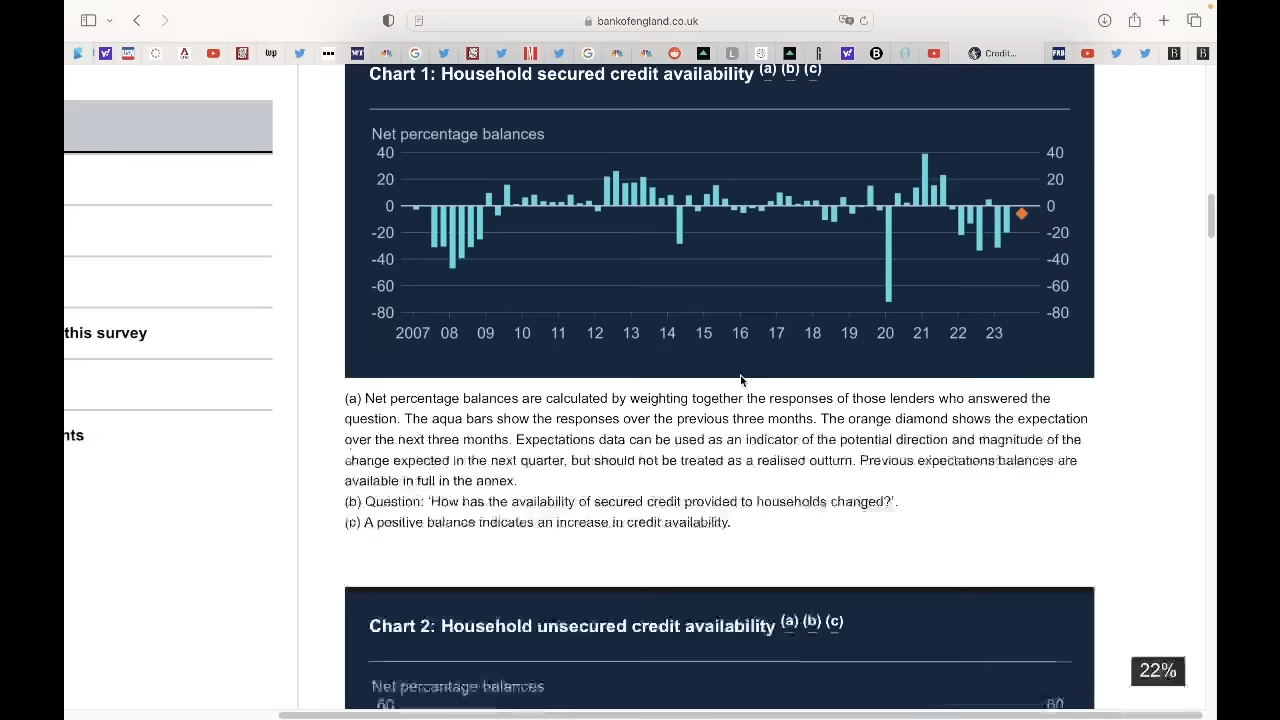 bankofengland.co.uk
Credit...
Chart 1: Household secured credit availability (a) (b) (c)
Net percentage balances
40 40
20 20
0 0
-20 -20
-40 -40
-60 -60
-80 -80
2007 08 09 10 11 12 13 14 15 16 17 18 19 20 21 22 23
this survey
nts
(a) Net percentage balances are calculated by weighting together the responses of those lenders who answered the
question. The aqua bars show the responses over the previous three months. The orange diamond shows the expectation
over the next three months. Expectations data can be used as an indicator of the potential direction and magnitude of the
change expected in the next quarter, but should not be treated as a realised outturn. Previous expectations balances are
available in full in the annex.
(b) Question: ‘How has the availability of secured credit provided to households changed?’.
(c) A positive balance indicates an increase in credit availability.
Chart 2: Household unsecured credit availability (a) (b) (c)
Net percentage balances
22%